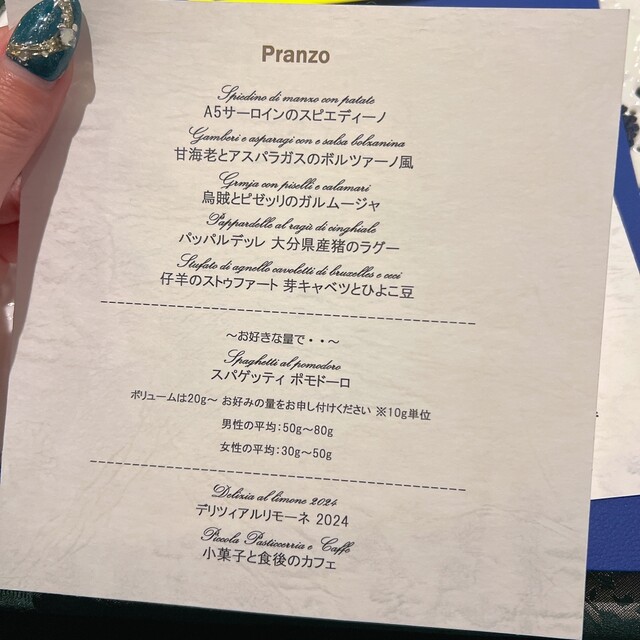 Pranzo
Spiedino di manzo con patate
A5サーロインのスピエディーノ
Gamberi e asparagi con e salsa bolzanina
甘海老とアスパラガスのボルツァーノ風
Grmja con piselli e calamari
烏賊とピゼッリのガルムージャ
Pappardelle al ragù di cinghiale
パッパルデッレ 大分県産猪のラグー
Stufato di agnello cavoletti di bruxelles e ceci
仔羊のストゥファート 芽キャベツとひよこ豆
～お好きな量で・・～
Spaghetti al pomodoro
スパゲッティ ポモドーロ
ボリュームは20g～ お好みの量をお申し付けください ※10g単位
男性の平均：50g～80g
女性の平均：30g～50g
Delizia al limone 2024
デリツィアルリモーネ 2024
Piccola Pasticcerria e Caffè
小菓子と食後のカフェ